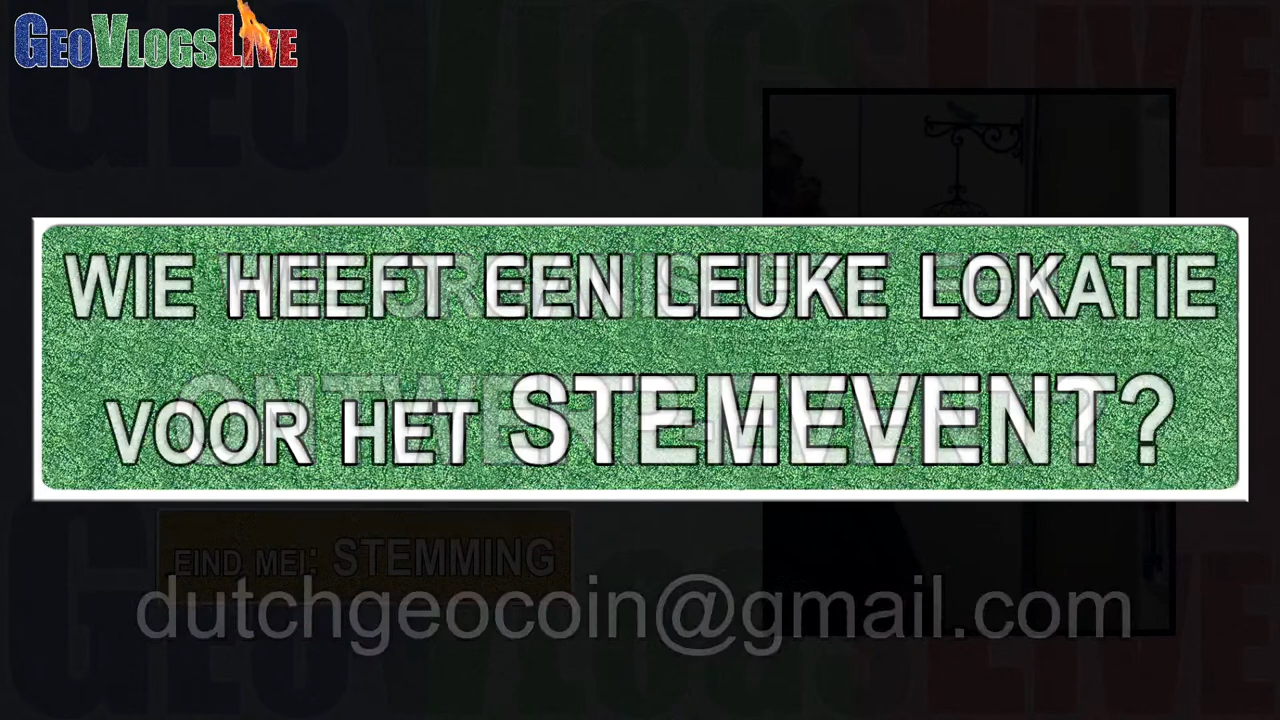 GEOVLOGSLIVE
WIE HEEFT EEN LEUKE LOKATIE
VOOR HET STEMEVENT?
EIND MEI: STEMMING
dutchgeocoin@gmail.com